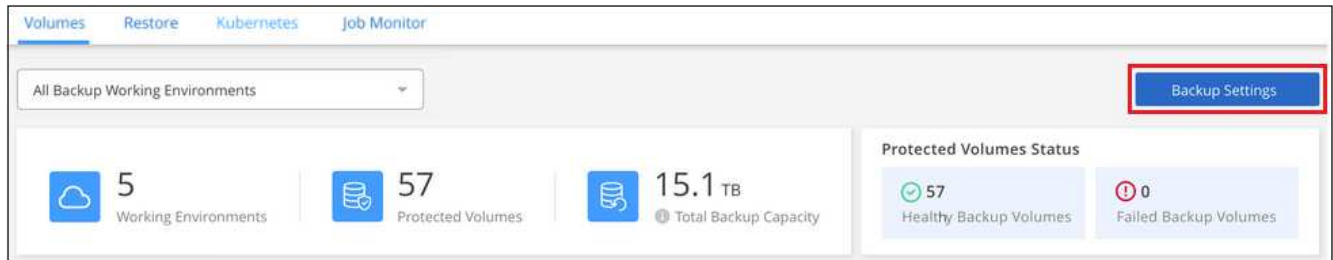 Volumes Restore Kubernetes Job Monitor
All Backup Working Environments
Backup Settings
5
Working Environments
57
Protected Volumes
15.1 TB
Total Backup Capacity
Protected Volumes Status
57
Healthy Backup Volumes
0
Failed Backup Volumes